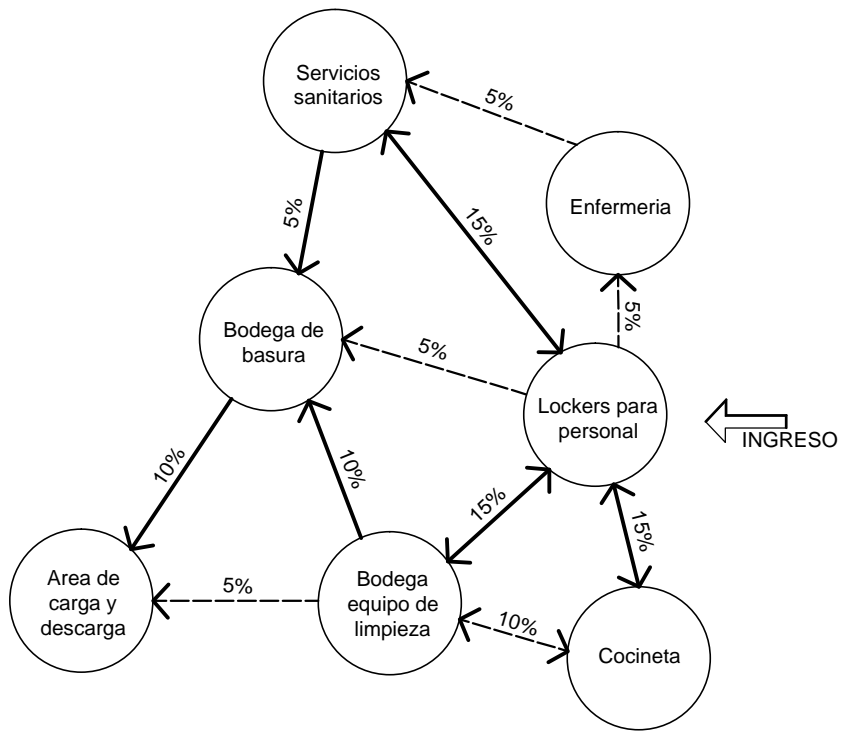 Servicios
sanitarios
5%
Enfermeria
5%
15%
5%
Bodega de
basura
5%
Lockers para
personal
INGRESO
10%
10%
15%
15%
Area de
carga y
descarga
5%
Bodega
equipo de
limpieza
10%
Cocineta